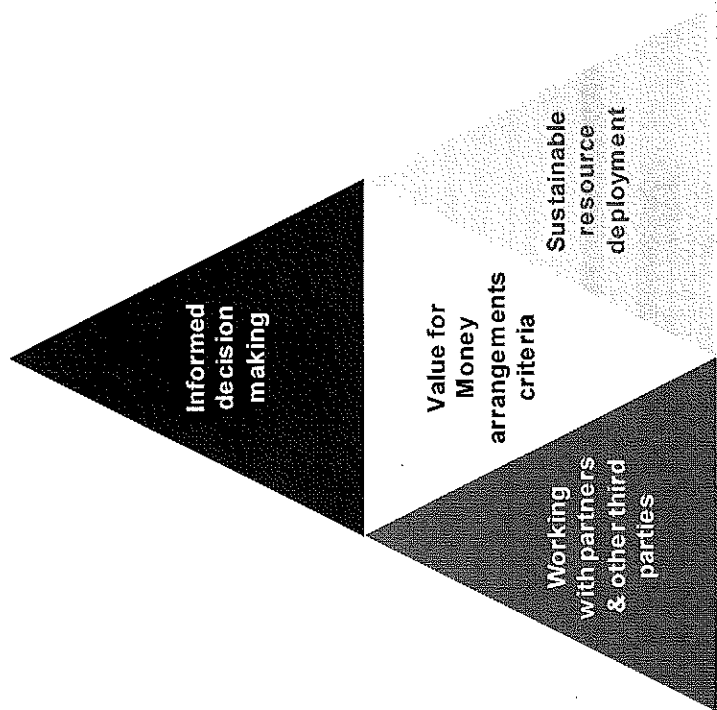 Informed
decision
making
Value for
Money
arrangements
criteria
Working
with partners
& other third
parties
Sustainable
resource
deployment